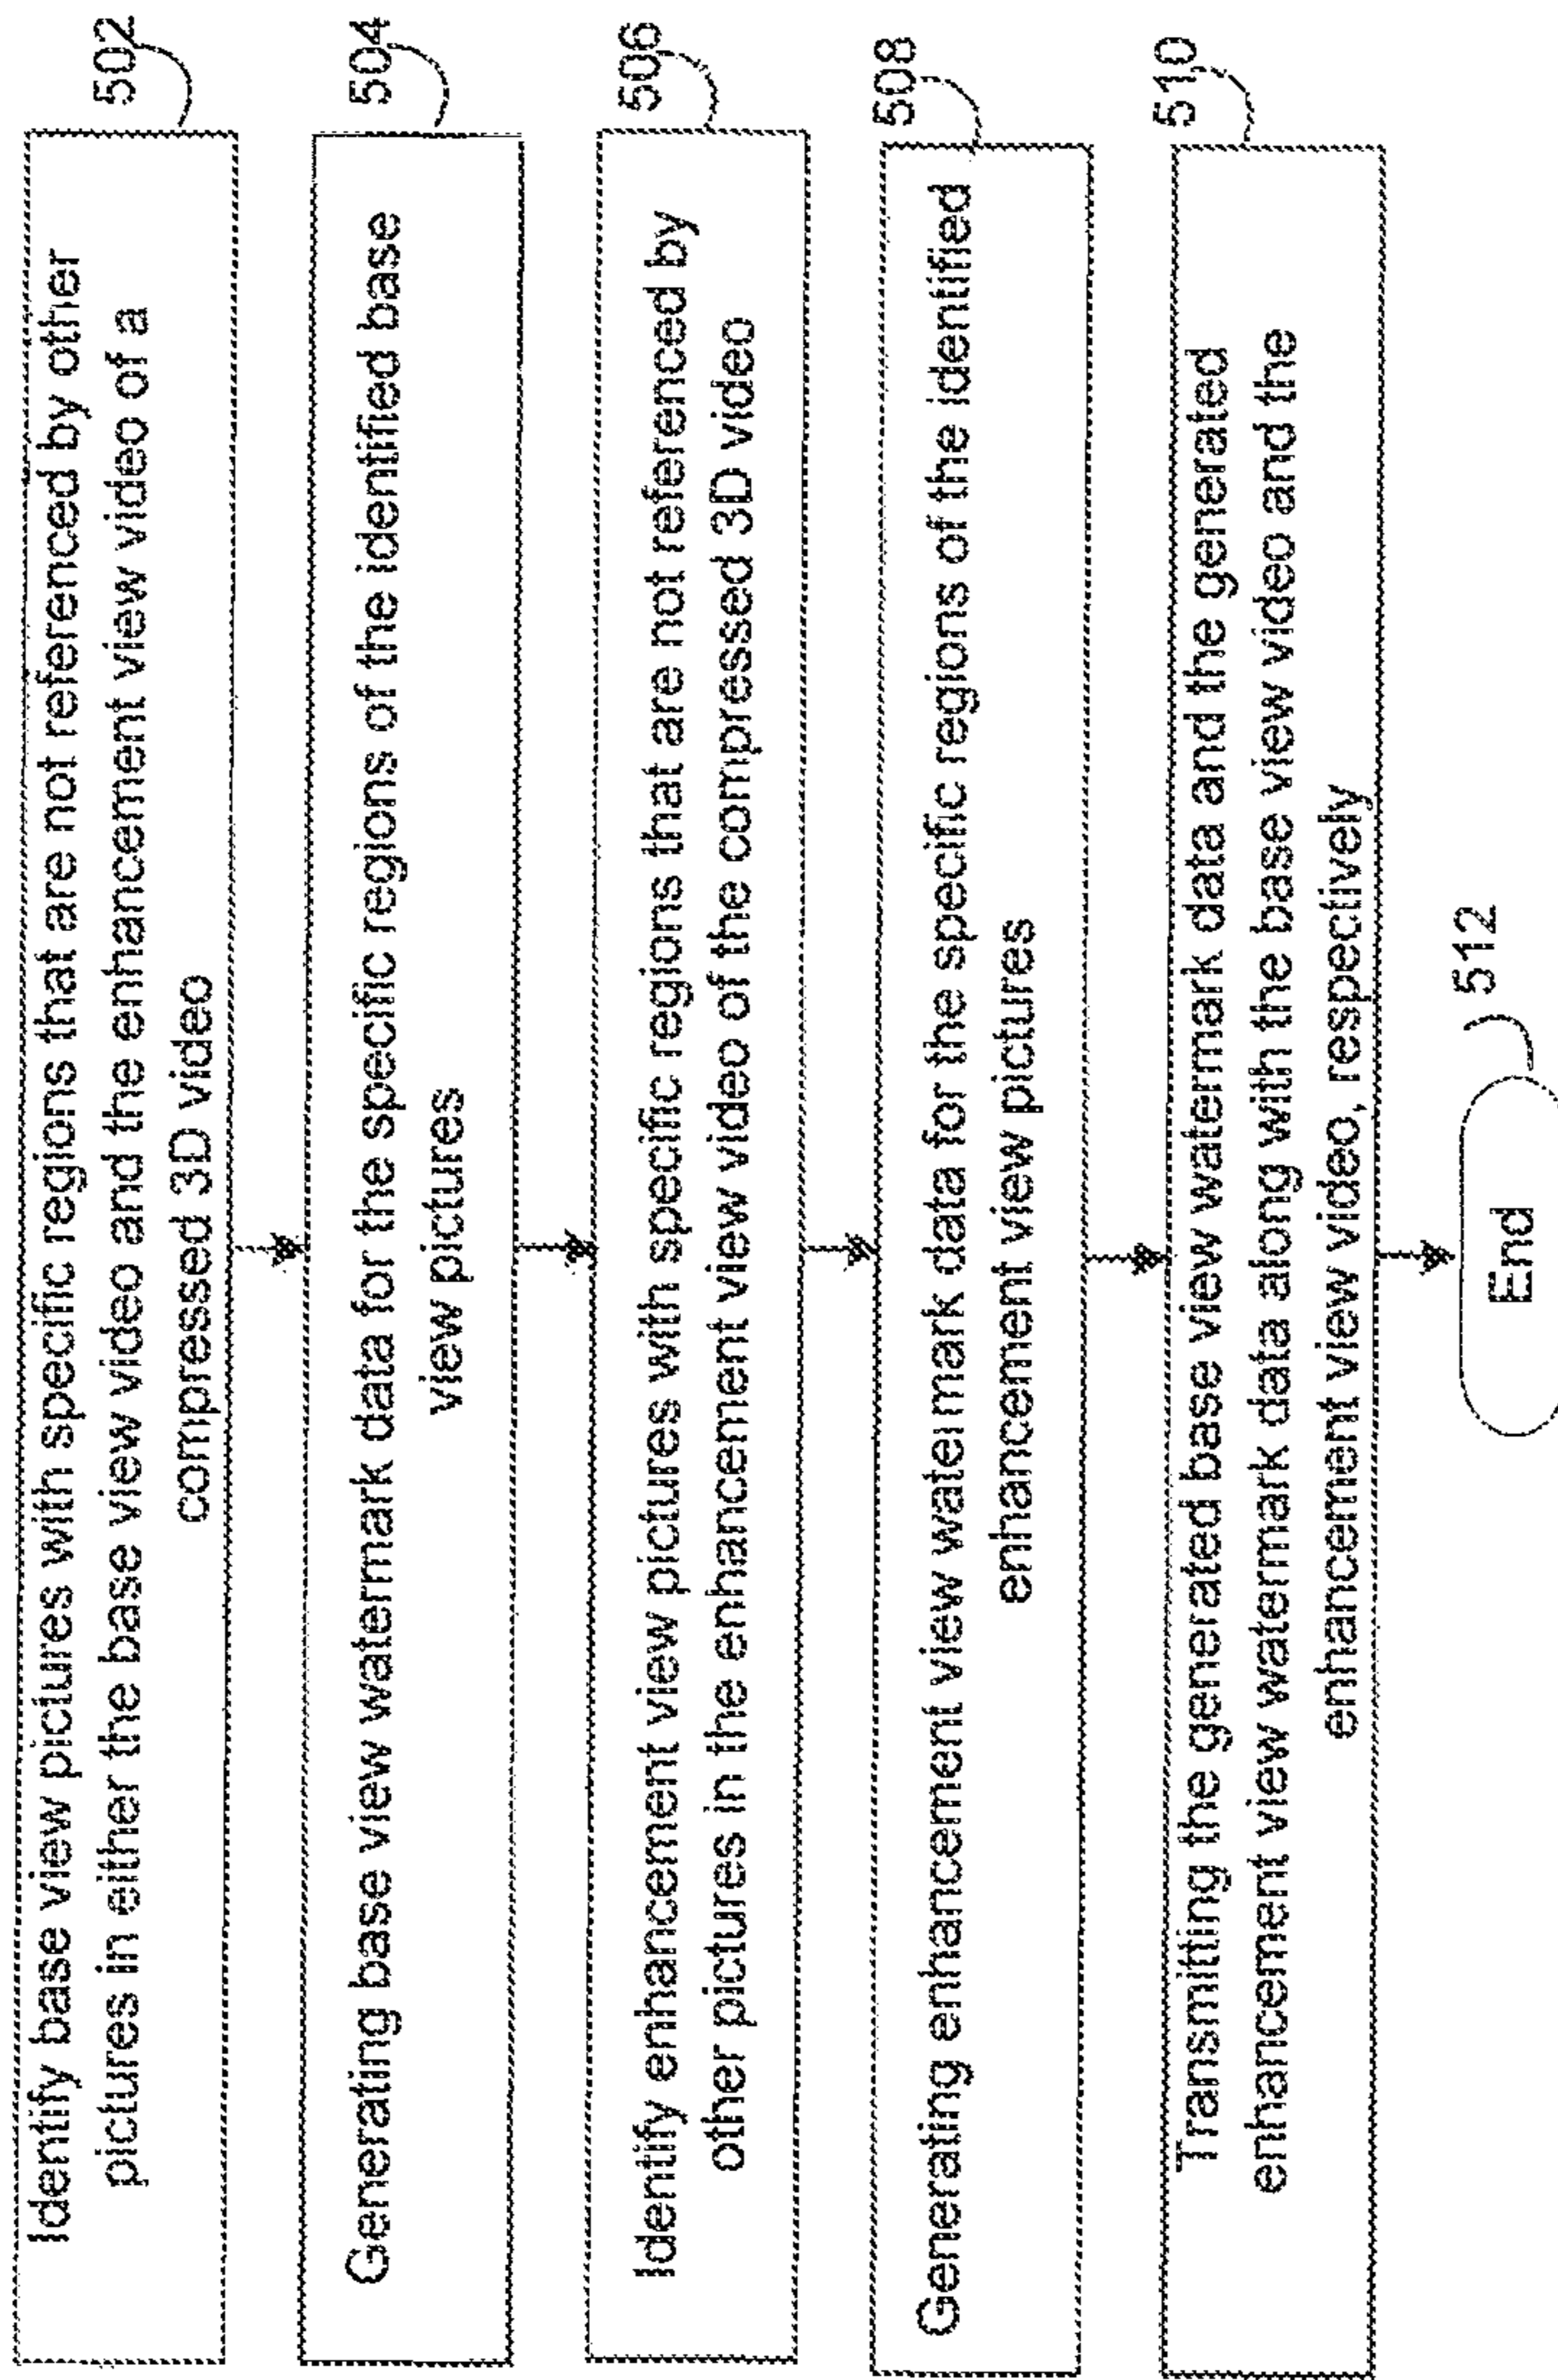 502
Identify base view pictures with specific regions that are not referenced by other
pictures in either the base view video and the enhancement view video of a
compressed 3D video
504
Generating base view watermark data for the specific regions of the identified base
view pictures
506
Identify enhancement view pictures with specific regions that are not referenced by
other pictures in the enhancement view video of the compressed 3D video
508
Generating enhancement view watermark data for the specific regions of the identified
enhancement view pictures
510
Transmitting the generated base view watermark data and the generated
enhancement view watermark data along with the base view video and the
enhancement view video, respectively
512
End